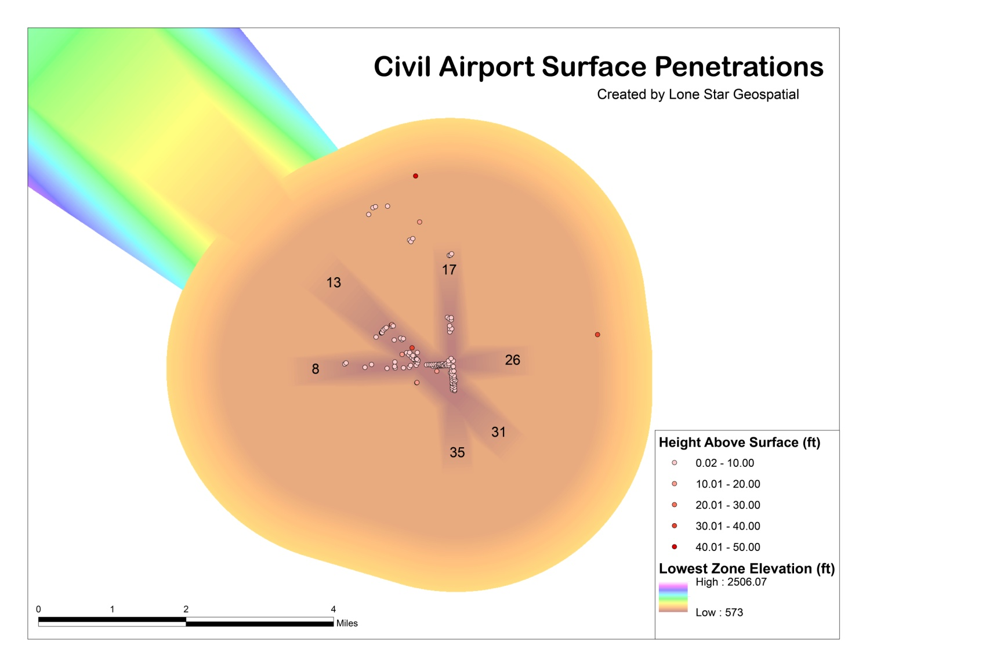 Civil Airport Surface Penetrations
Created by Lone Star Geospatial
17
13
26
8
31
35
Height Above Surface (ft)
0.02 - 10.00
10.01 - 20.00
20.01 - 30.00
30.01 - 40.00
40.01 - 50.00
Lowest Zone Elevation (ft)
High : 2506.07
Low : 573
0 1 2 4
Miles